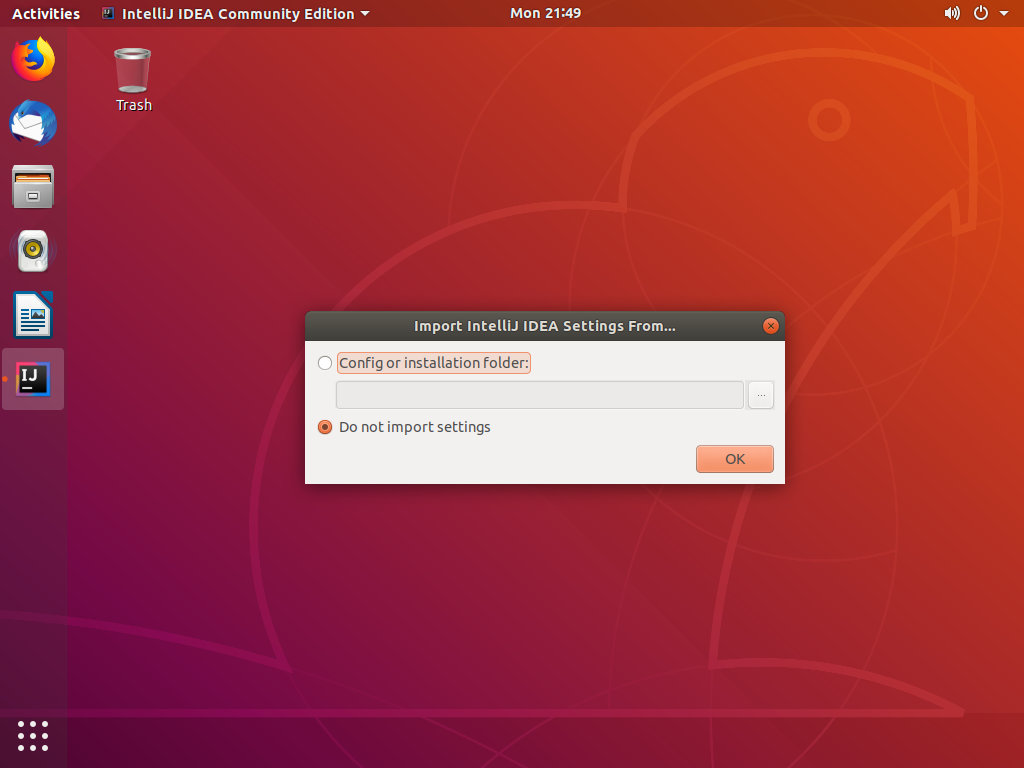 Activities IntelliJ IDEA Community Edition Mon 21:49
Trash
IJ
Import IntelliJ IDEA Settings From...
Config or installation folder:
...
Do not import settings
OK